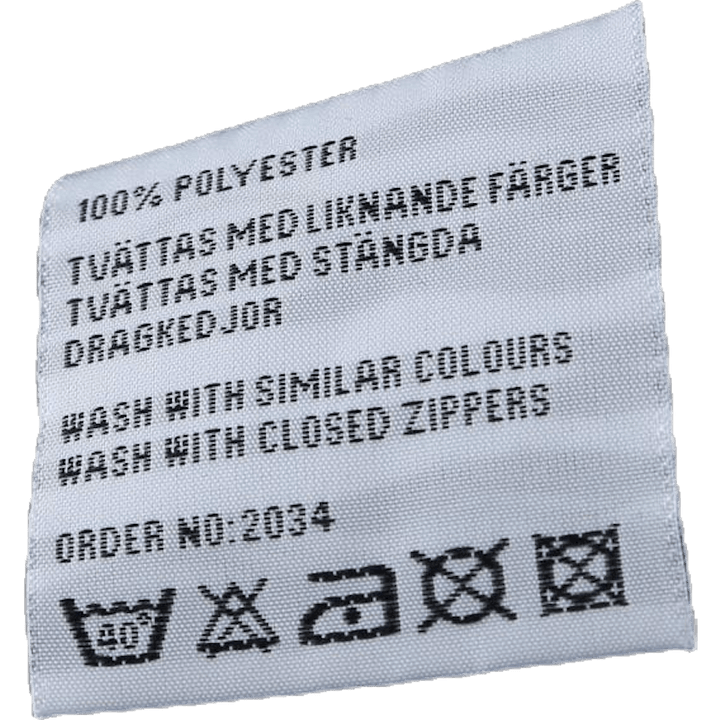 100% POLYESTER
TVÄTTAS MED LIKNANDE FÄRGER
TVÄTTAS MED STÄNGDA
DRAGKEDJOR
WASH WITH SIMILAR COLOURS
WASH WITH CLOSED ZIPPERS
ORDER NO:2034
40°